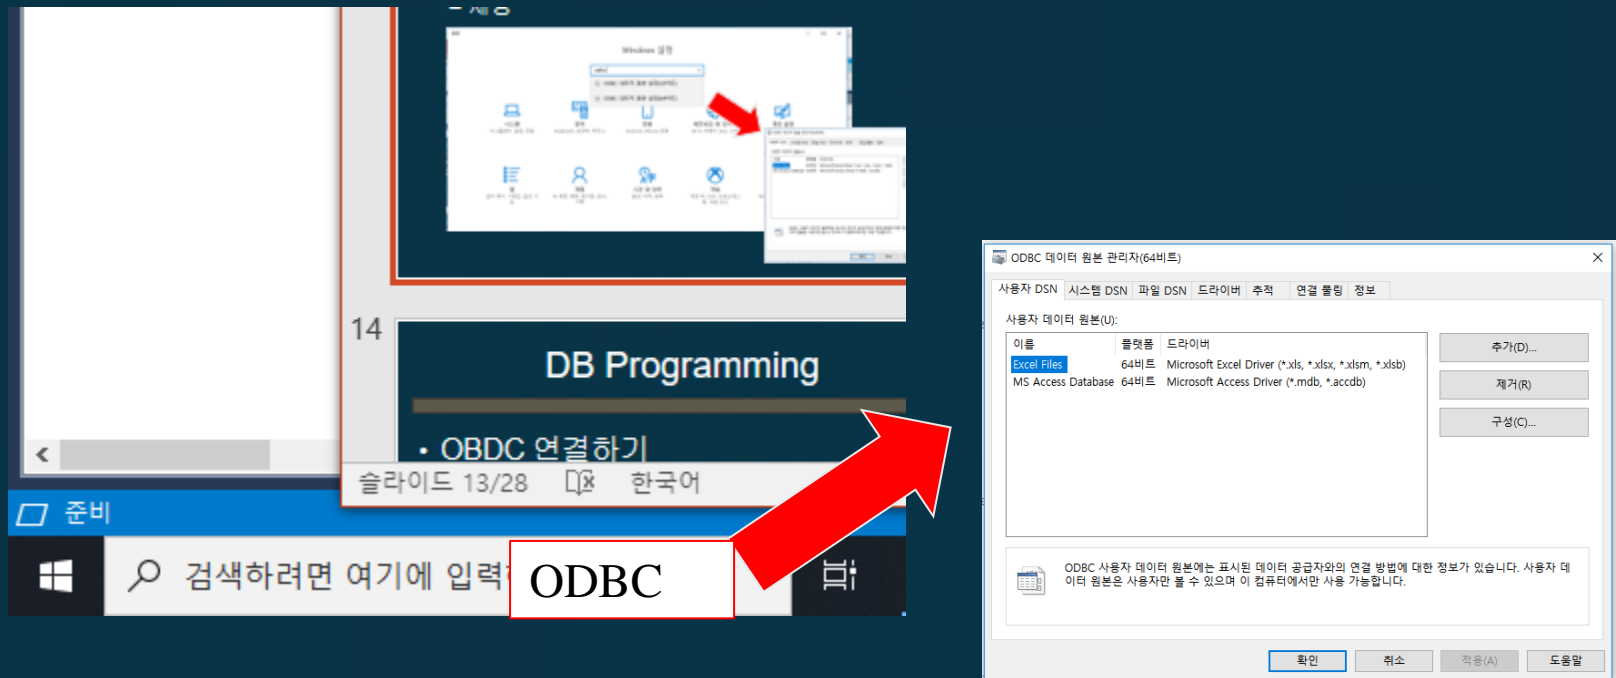 Windows 설정
14
DB Programming
• OBDC 연결하기
슬라이드 13/28 한국어
준비
검색하려면 여기에 입력
ODBC
ODBC 데이터 원본 관리자(64비트)
사용자 DSN 시스템 DSN 파일 DSN 드라이버 추적 연결 풀링 정보
사용자 데이터 원본(U):
이름 플랫폼 드라이버
Excel Files 64비트 Microsoft Excel Driver (*.xls, *.xlsx, *.xlsm, *.xlsb)
MS Access Database 64비트 Microsoft Access Driver (*.mdb, *.accdb)
추가(D)...
제거(R)
구성(C)...
ODBC 사용자 데이터 원본에는 표시된 데이터 공급자와의 연결 방법에 대한 정보가 있습니다. 사용자 데
이터 원본은 사용자만 볼 수 있으며 이 컴퓨터에서만 사용 가능합니다.
확인 취소 적용(A) 도움말